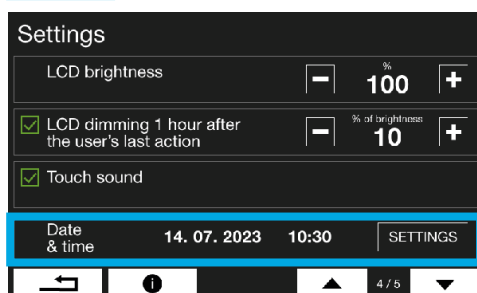 Settings
LCD brightness
%
100
LCD dimming 1 hour after
the user's last action
% of brightness
10
Touch sound
Date
& time
14. 07. 2023 10:30 SETTINGS
4/5